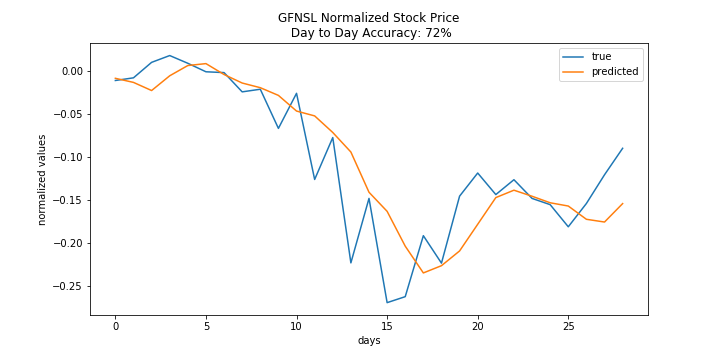 GFNSL Normalized Stock Price
Day to Day Accuracy: 72%
true
predicted
normalized values
0.00
−0.05
−0.10
−0.15
−0.20
−0.25
0 5 10 15 20 25
days